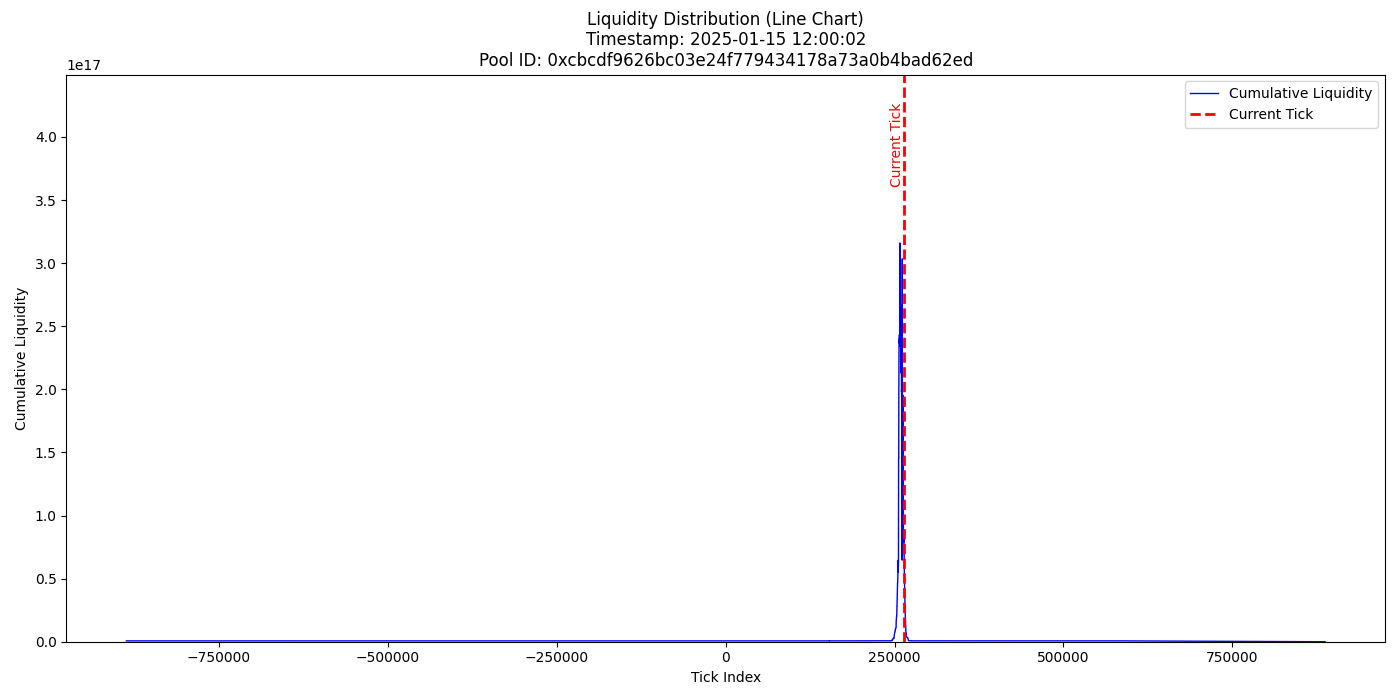 Liquidity Distribution (Line Chart)
Timestamp: 2025-01-15 12:00:02
Pool ID: 0xcbcdf9626bc03e24f779434178a73a0b4bad62ed
1e17
Cumulative Liquidity
Current Tick
Current Tick
4.0
3.5
3.0
2.5
2.0
1.5
1.0
0.5
0.0
Cumulative Liquidity
−750000
−500000
−250000
0
250000
500000
750000
Tick Index